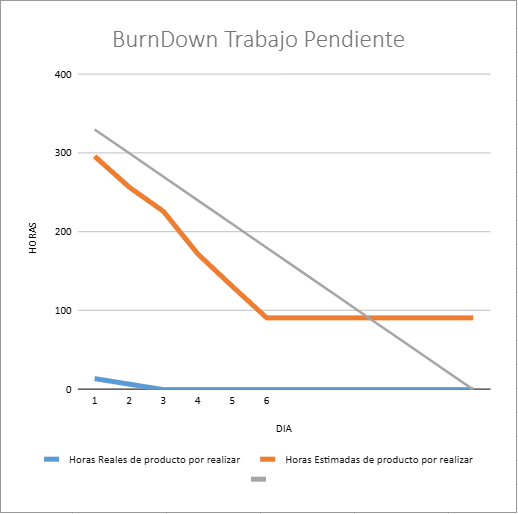 BurnDown Trabajo Pendiente
400
300
200
100
0
HORAS
1 2 3 4 5 6
DIA
Horas Reales de producto por realizar
Horas Estimadas de producto por realizar